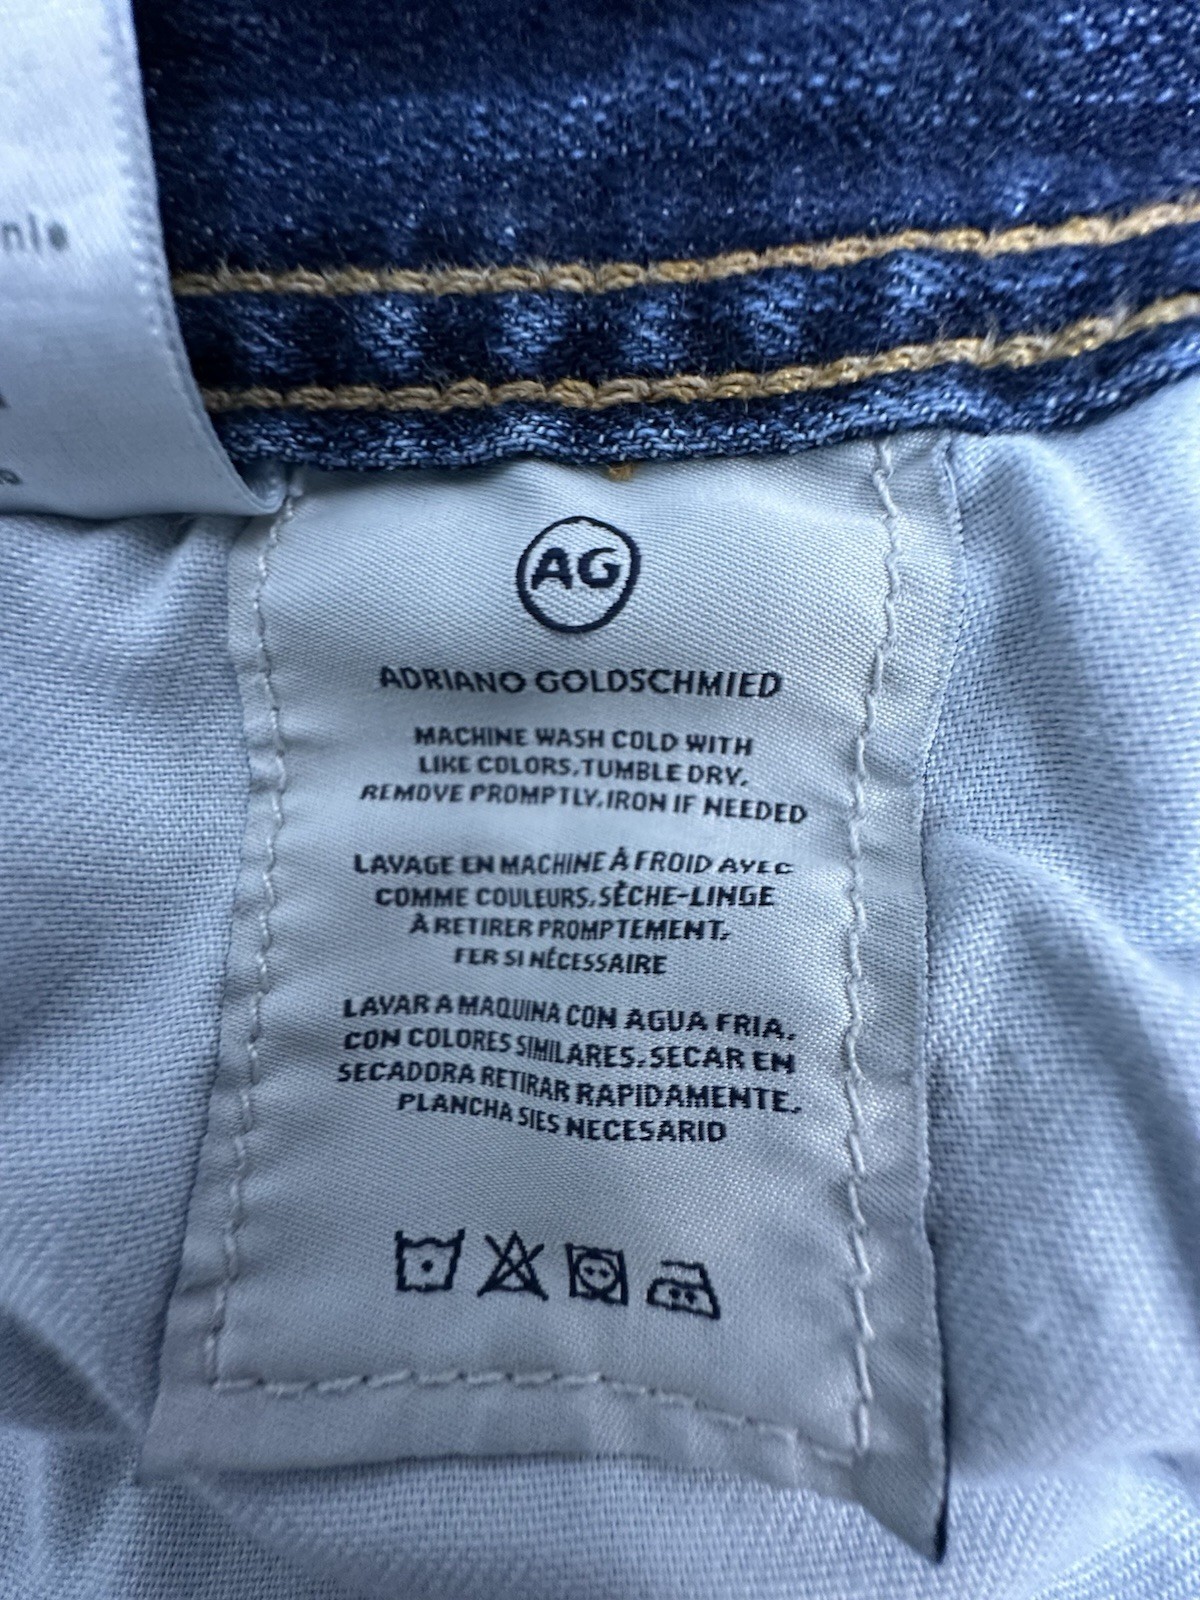 AG
ADRIANO GOLDSCHMIED
MACHINE WASH COLD WITH
LIKE COLORS, TUMBLE DRY,
REMOVE PROMPTLY, IRON IF NEEDED
LAVAGE EN MACHINE À FROID AVEC
COMME COULEURS, SÈCHE-LINGE
À RETIRER PROMPTEMENT,
FER SI NÉCESSAIRE
LAVAR A MAQUINA CON AGUA FRIA,
CON COLORES SIMILARES, SECAR EN
SECADORA RETIRAR RAPIDAMENTE,
PLANCHA SIES NECESARIO